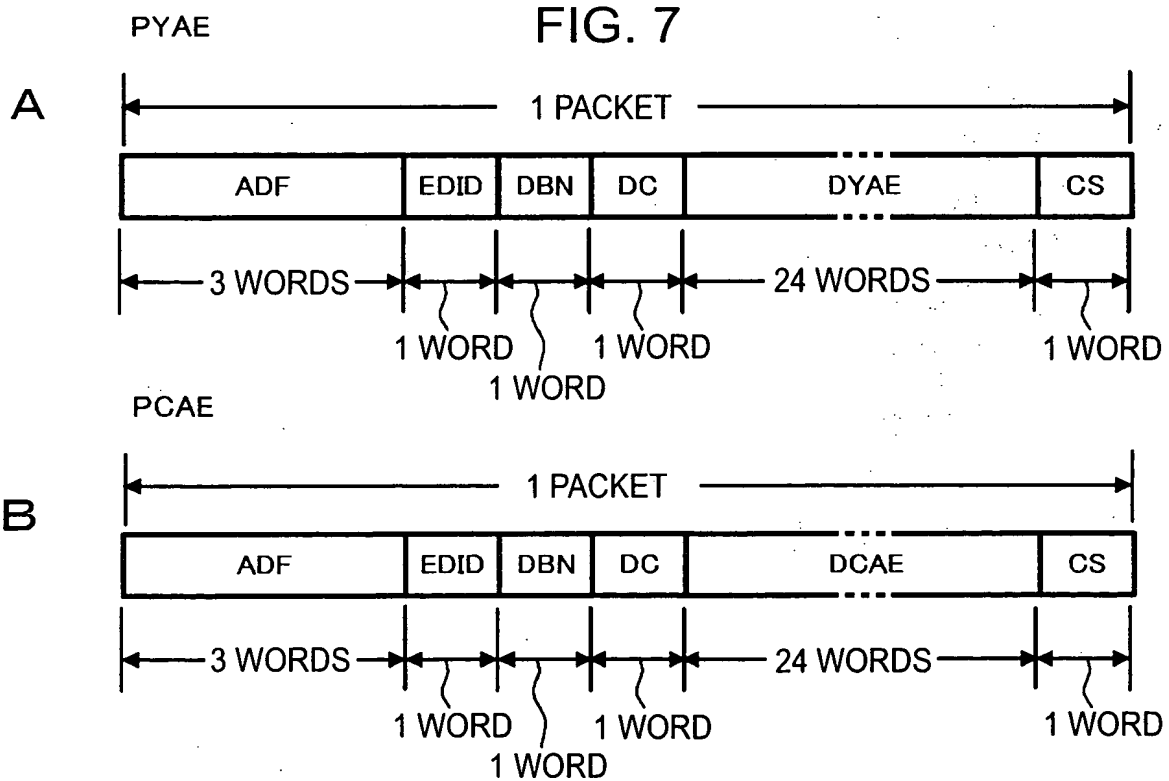 PYAE
FIG. 7
A
1 PACKET
ADF EDID DBN DC DYAE CS
3 WORDS 24 WORDS
1 WORD 1 WORD 1 WORD
1 WORD
PCAE
B
1 PACKET
ADF EDID DBN DC DCAE CS
3 WORDS 24 WORDS
1 WORD 1 WORD 1 WORD
1 WORD